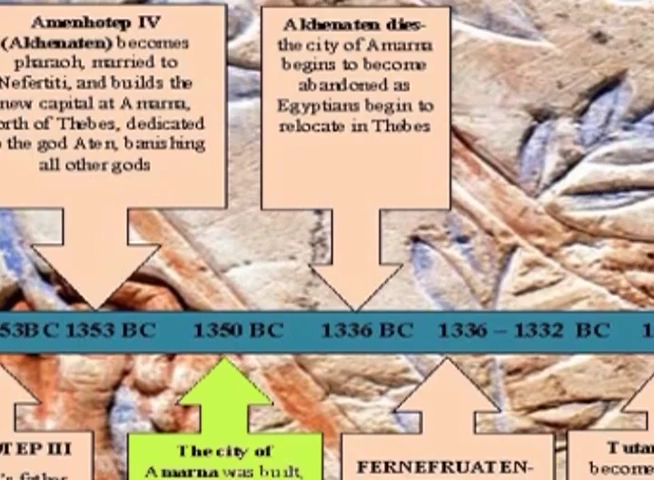 Amenhotep IV
(Akhenaten) becomes
pharaoh, married to
Nefertiti, and builds the
new capital at Amarna,
orth of Thebes, dedicated
the god Aten, banishing
all other gods
Akhenaten dies-
the city of Amarna
begins to become
abandoned as
Egyptians begin to
relocate in Thebes
53BC 1353 BC 1350 BC 1336 BC 1336 – 1332 BC
TEP III
's father
The city of
Amarna was built,
FERNEFRUATEN-
Tutan
become